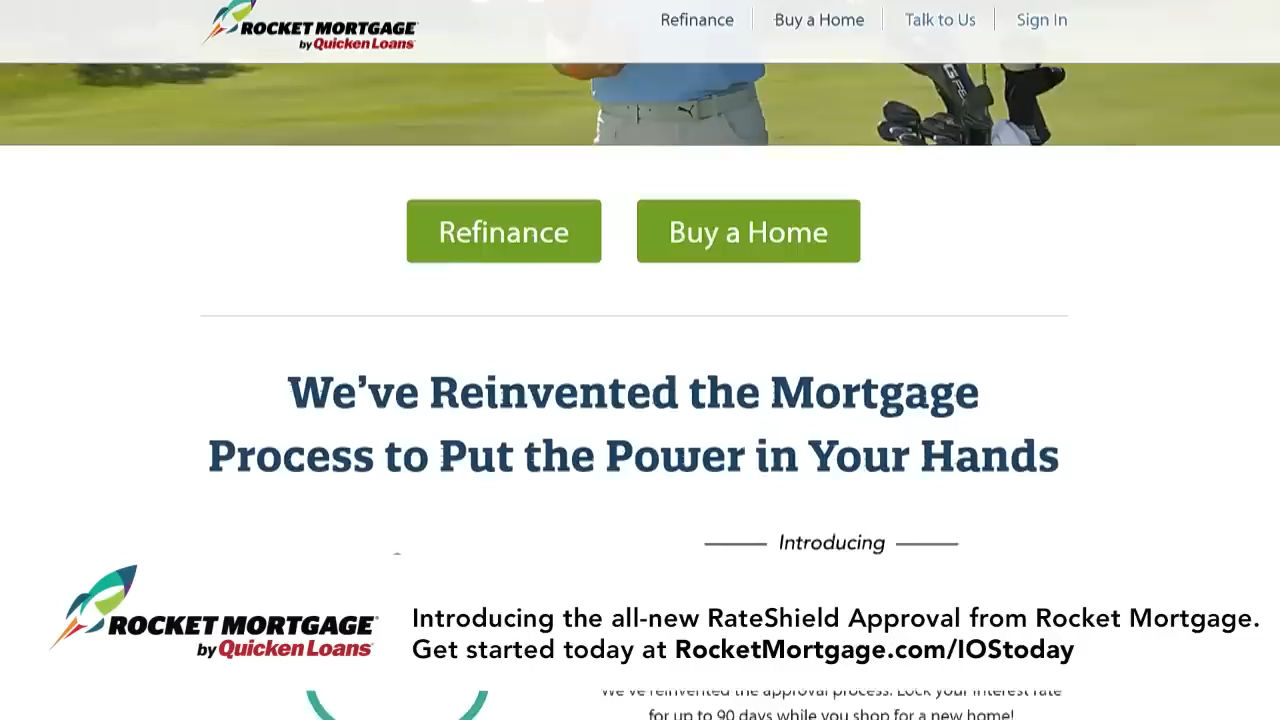 ROCKET MORTGAGE
by Quicken Loans
Refinance
Buy a Home
Talk to Us
Sign In
Refinance
Buy a Home
We've Reinvented the Mortgage
Process to Put the Power in Your Hands
Introducing
ROCKET MORTGAGE
by Quicken Loans
Introducing the all-new RateShield Approval from Rocket Mortgage.
Get started today at RocketMortgage.com/IOStoday
We've reinvented the approval process. Lock your interest rate
for up to 90 days while you shop for a new home!